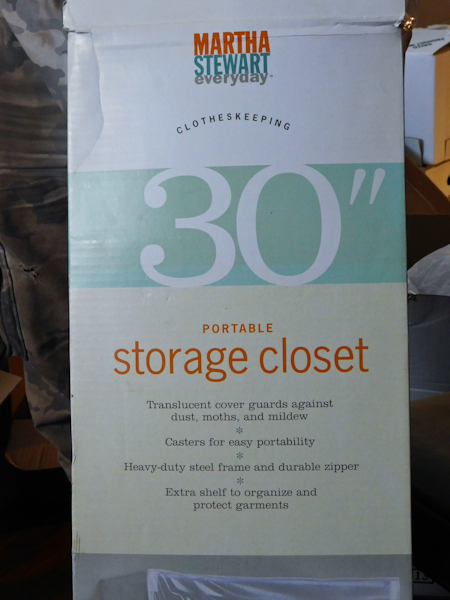 MARTHA
STEWART
everyday™
CLOTHESKEEPING
30"
PORTABLE
storage closet
Translucent cover guards against
dust, moths, and mildew
*
Casters for easy portability
*
Heavy-duty steel frame and durable zipper
*
Extra shelf to organize and
protect garments